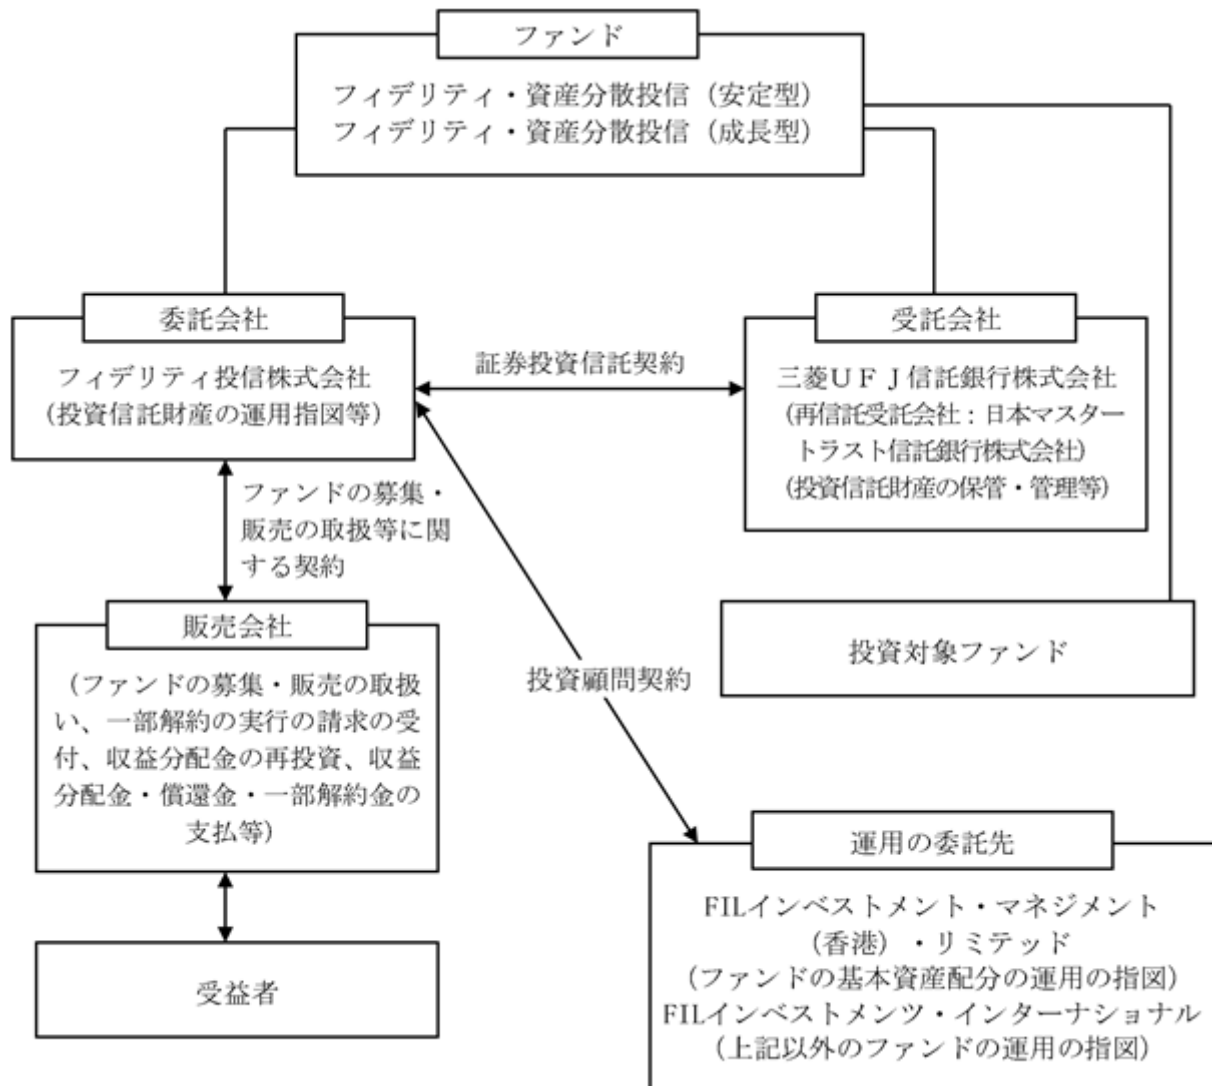 ファンド
フィデリティ・資産分散投信（安定型）
フィデリティ・資産分散投信（成長型）
委託会社
フィデリティ投信株式会社
（投資信託財産の運用指図等）
証券投資信託契約
受託会社
三菱ＵＦＪ信託銀行株式会社
（再信託受託会社：日本マスター
トラスト信託銀行株式会社）
（投資信託財産の保管・管理等）
ファンドの募集・
販売の取扱等に関
する契約
販売会社
（ファンドの募集・販売の取扱
い、一部解約の実行の請求の受
付、収益分配金の再投資、収益
分配金・償還金・一部解約金の
支払等）
投資顧問契約
投資対象ファンド
受益者
運用の委託先
FILインベストメント・マネジメント
（香港）・リミテッド
（ファンドの基本資産配分の運用の指図）
FILインベストメンツ・インターナショナル
（上記以外のファンドの運用の指図）